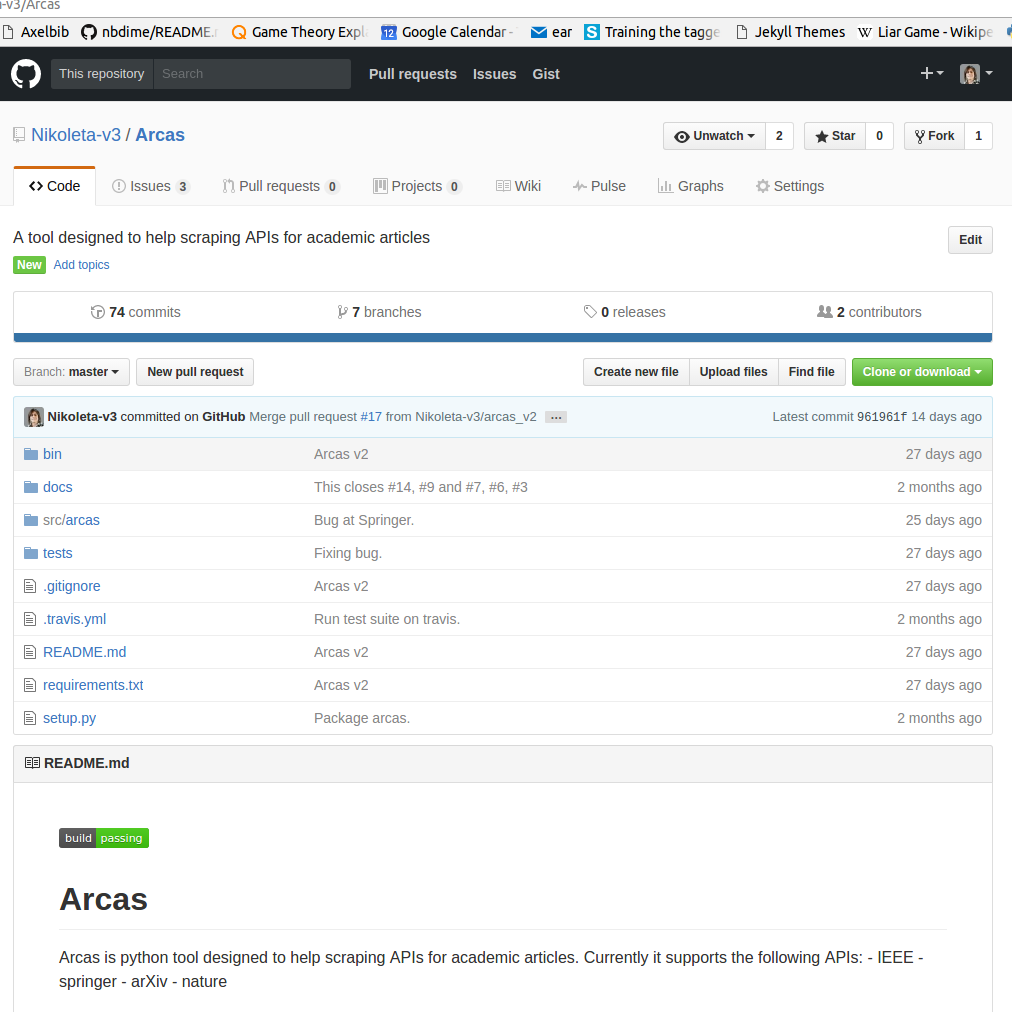 -v3/Arcas
Axelbib nbdime/README. Game Theory Expl Google Calendar - ear Training the tagge Jekyll Themes Liar Game - Wikipe
This repository Search Pull requests Issues Gist
Nikoleta-v3 / Arcas Unwatch 2 Star 0 Fork 1
Code Issues 3 Pull requests 0 Projects 0 Wiki Pulse Graphs Settings
A tool designed to help scraping APIs for academic articles Edit
New Add topics
74 commits 7 branches 0 releases 2 contributors
Branch: master New pull request Create new file Upload files Find file Clone or download
Nikoleta-v3 committed on GitHub Merge pull request #17 from Nikoleta-v3/arcas_v2 … Latest commit 961961f 14 days ago
bin Arcas v2 27 days ago
docs This closes #14, #9 and #7, #6, #3 2 months ago
src/arcas Bug at Springer. 25 days ago
tests Fixing bug. 27 days ago
.gitignore Arcas v2 27 days ago
.travis.yml Run test suite on travis. 2 months ago
README.md Arcas v2 27 days ago
requirements.txt Arcas v2 27 days ago
setup.py Package arcas. 2 months ago
README.md
build passing
Arcas
Arcas is python tool designed to help scraping APIs for academic articles. Currently it supports the following APIs: - IEEE -
springer - arXiv - nature